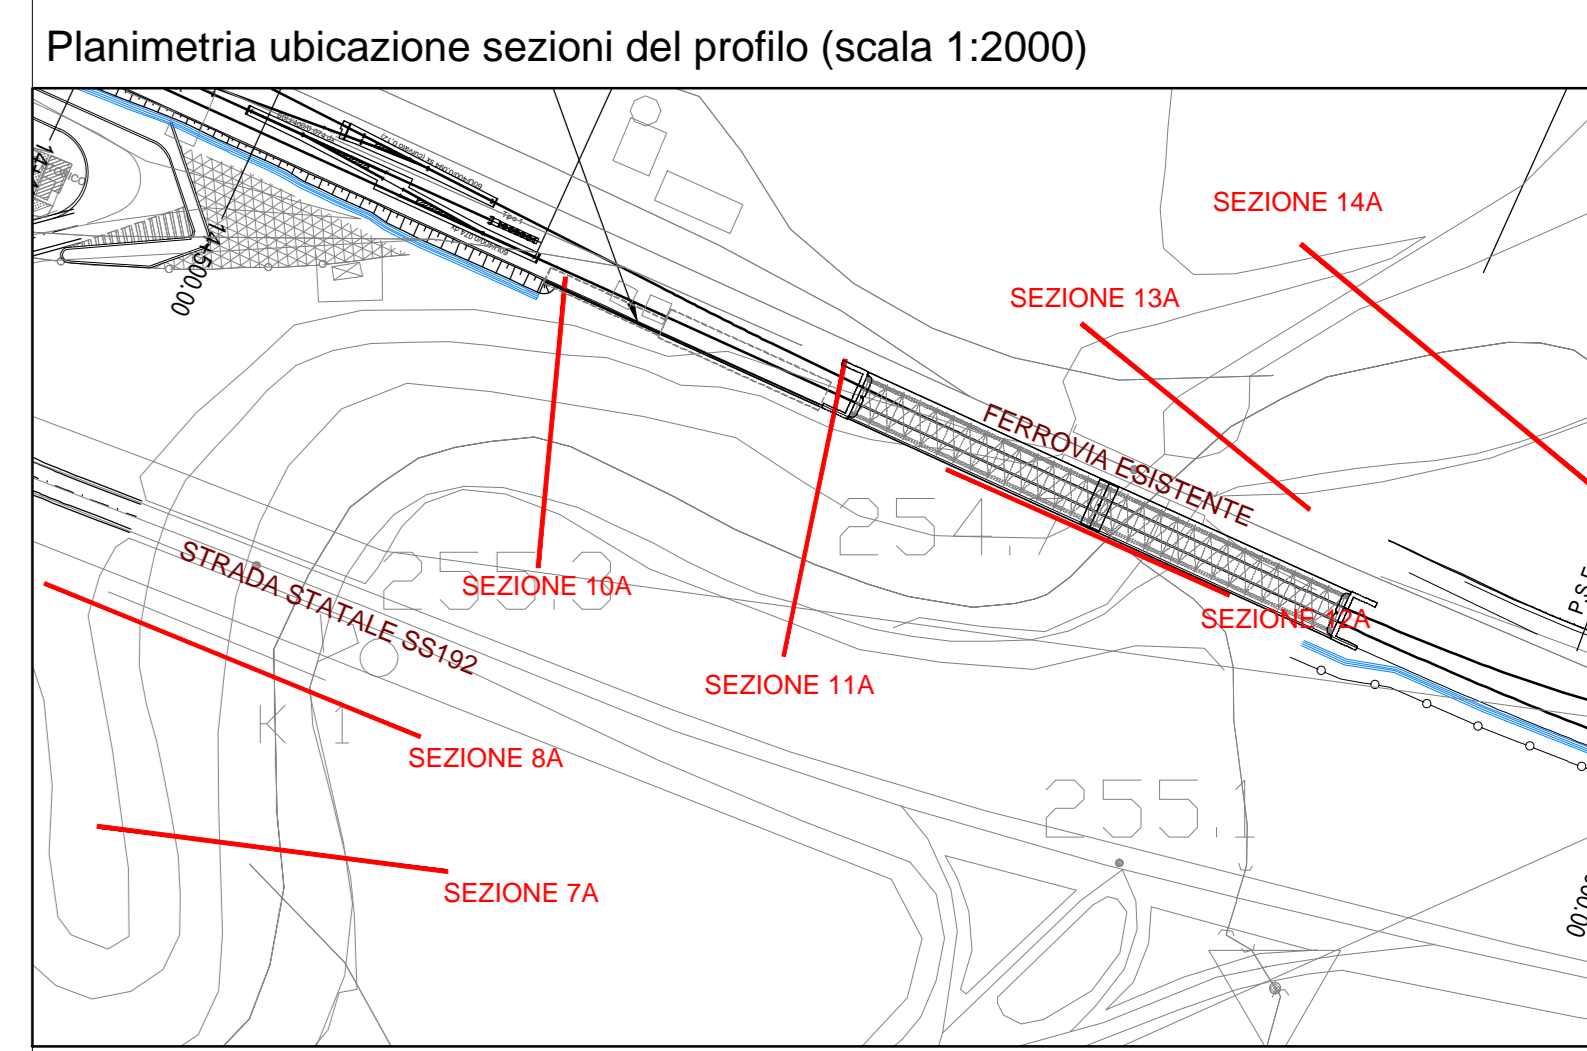 Planimetria ubicazione sezioni del profilo (scala 1:2000)
SEZIONE 14A
14+500.00
SEZIONE 13A
FERROVIA ESISTENTE
254.7
STRADA STATALE SS192
255.3
SEZIONE 10A
SEZIONE 12A
SEZIONE 11A
K 1
SEZIONE 8A
255.1
SEZIONE 7A